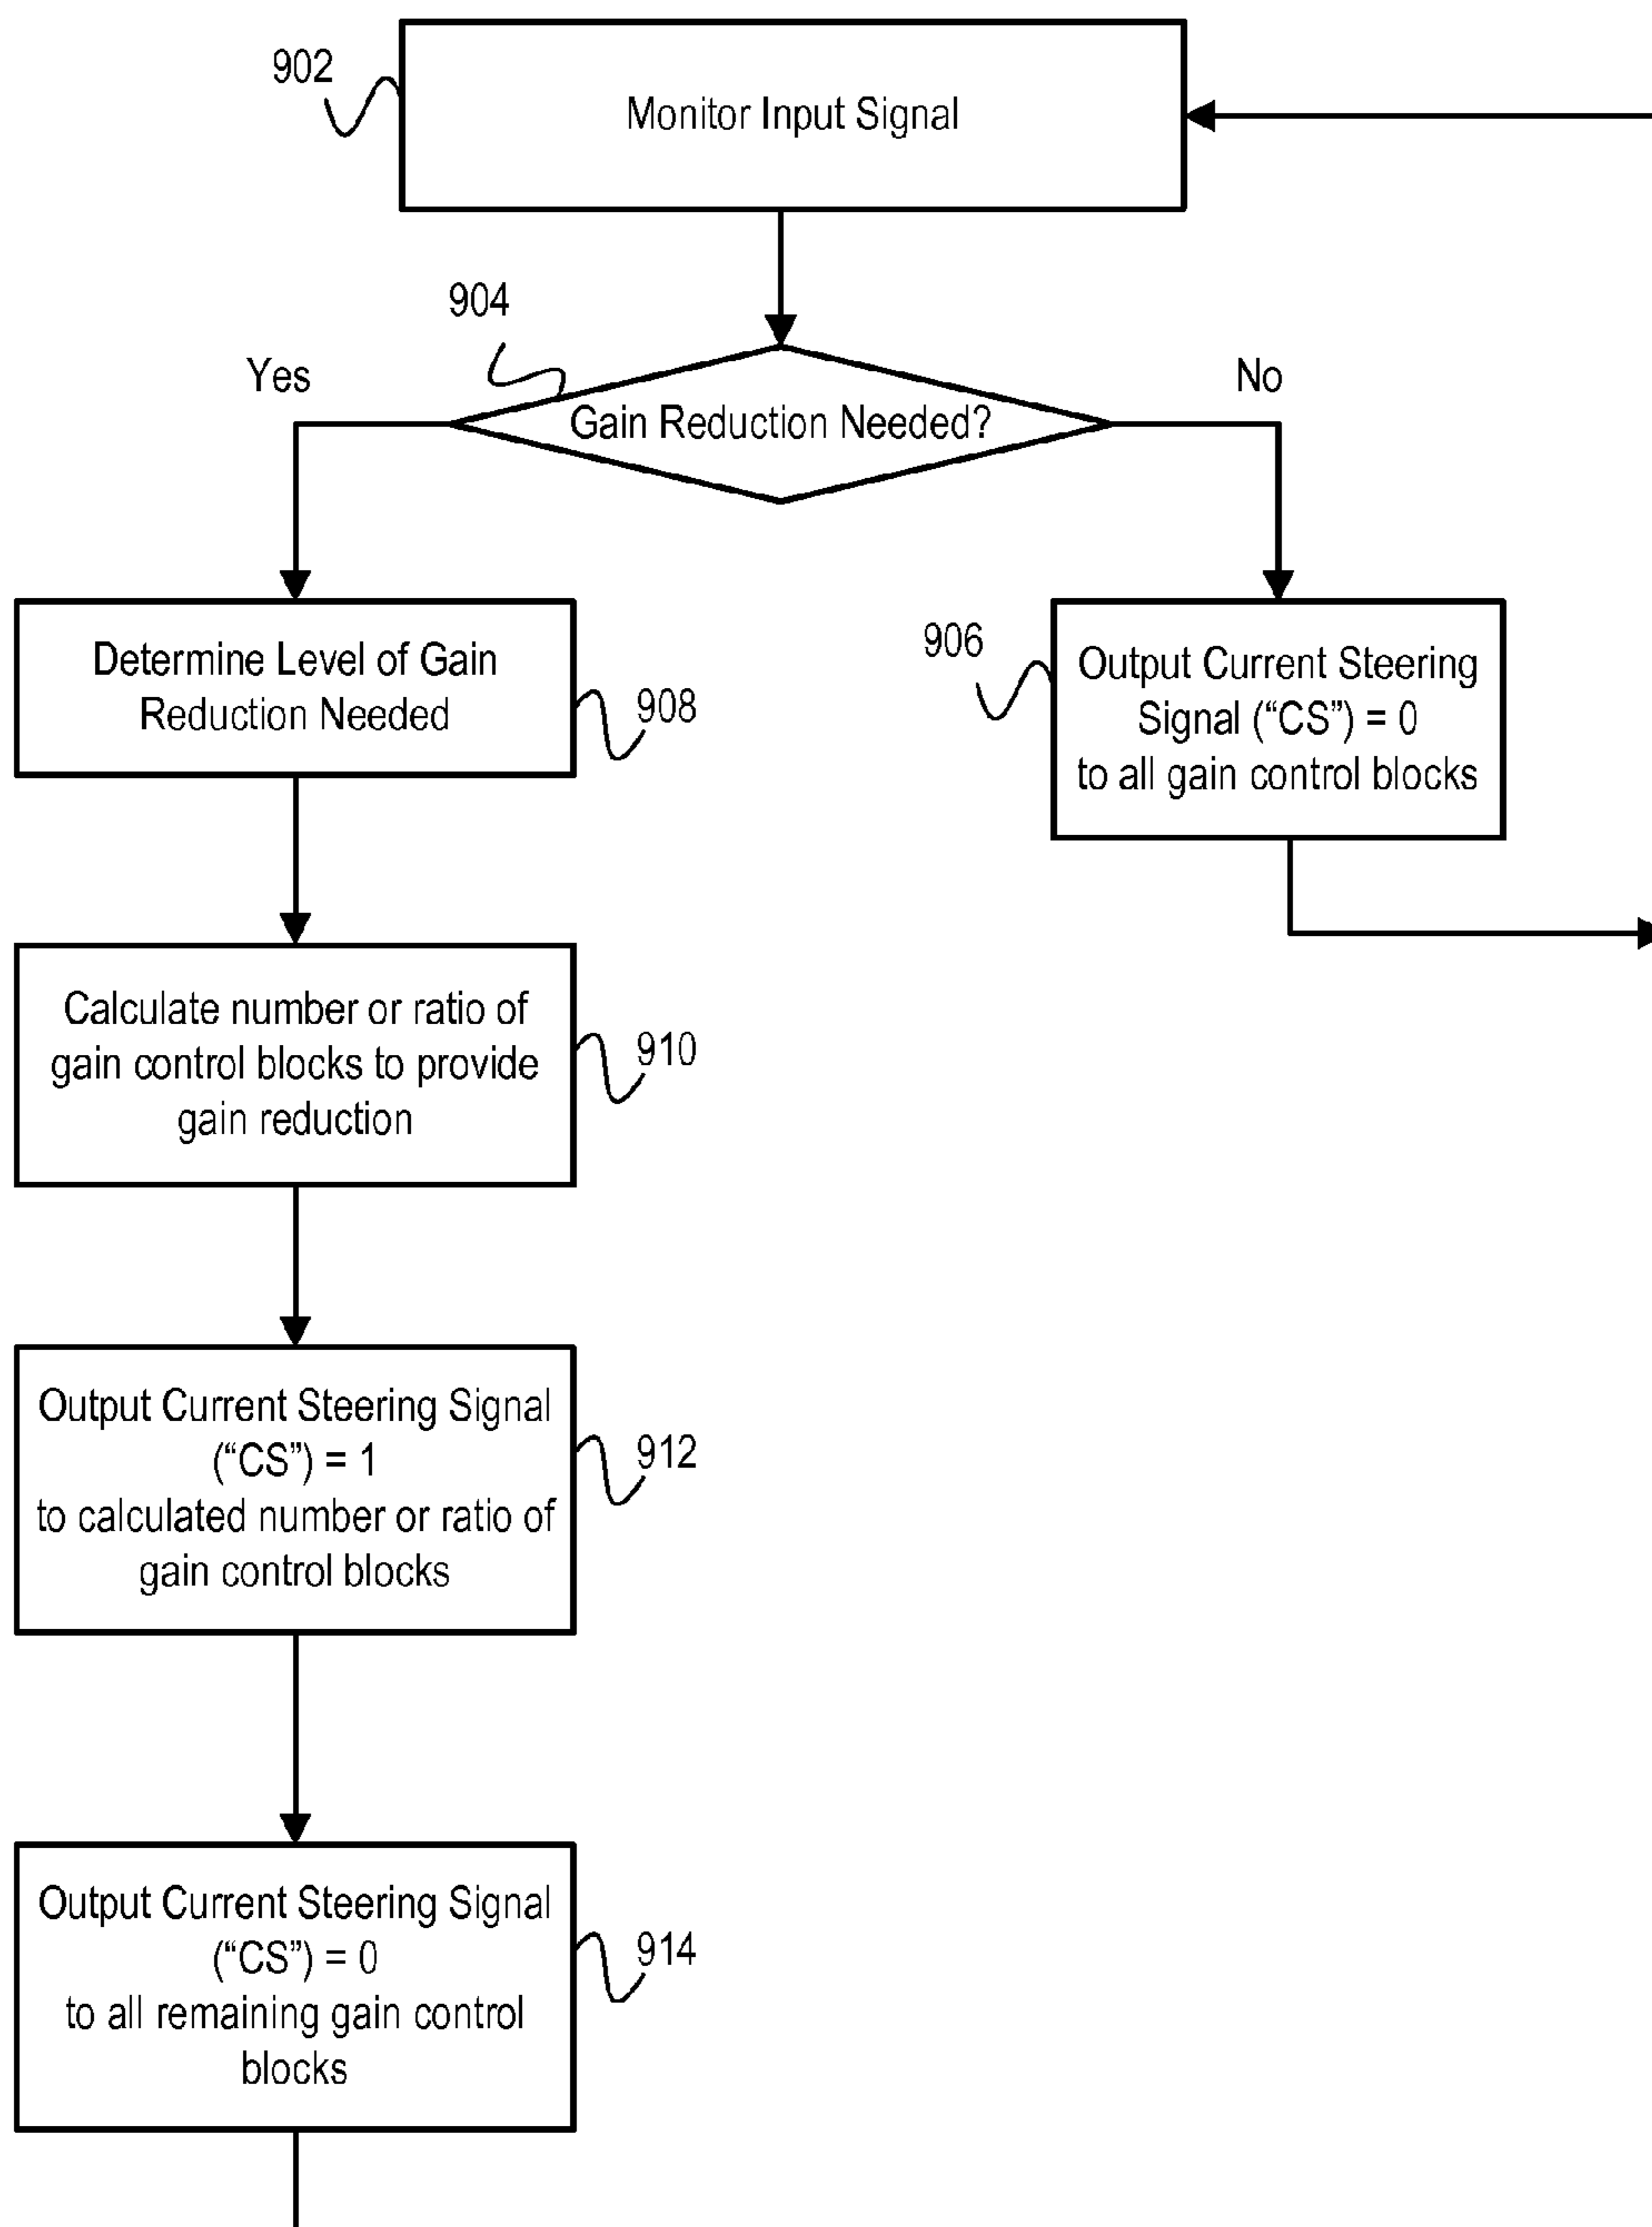 902
Monitor Input Signal
904
Yes
No
Gain Reduction Needed?
Determine Level of Gain
Reduction Needed
908
906
Output Current Steering
Signal (“CS”) = 0
to all gain control blocks
Calculate number or ratio of
gain control blocks to provide
gain reduction
910
Output Current Steering Signal
(“CS”) = 1
to calculated number or ratio of
gain control blocks
912
Output Current Steering Signal
(“CS”) = 0
to all remaining gain control
blocks
914